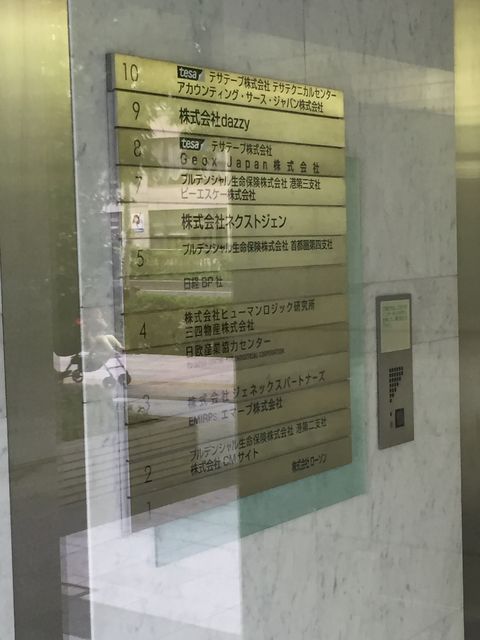 10 tesa テサテープ株式会社 テサテクニカルセンター
アカウンティング・サース・ジャパン株式会社
9 株式会社dazzy
8 tesa テサテープ株式会社
Geox Japan 株式会社
7 プルデンシャル生命保険株式会社 港第三支社
ピーエスケー株式会社
株式会社ネクストジェン
5 プルデンシャル生命保険株式会社 首都圏第四支社
日経 BP 社
株式会社ヒューマンロジック研究所
4 三四物産株式会社
日欧産業協力センター
3 株式会社ジェネックスパートナーズ
EMIRPs エマープ株式会社
プルデンシャル生命保険株式会社 港第二支社
2 株式会社CMサイト
1 株式会社ローソン